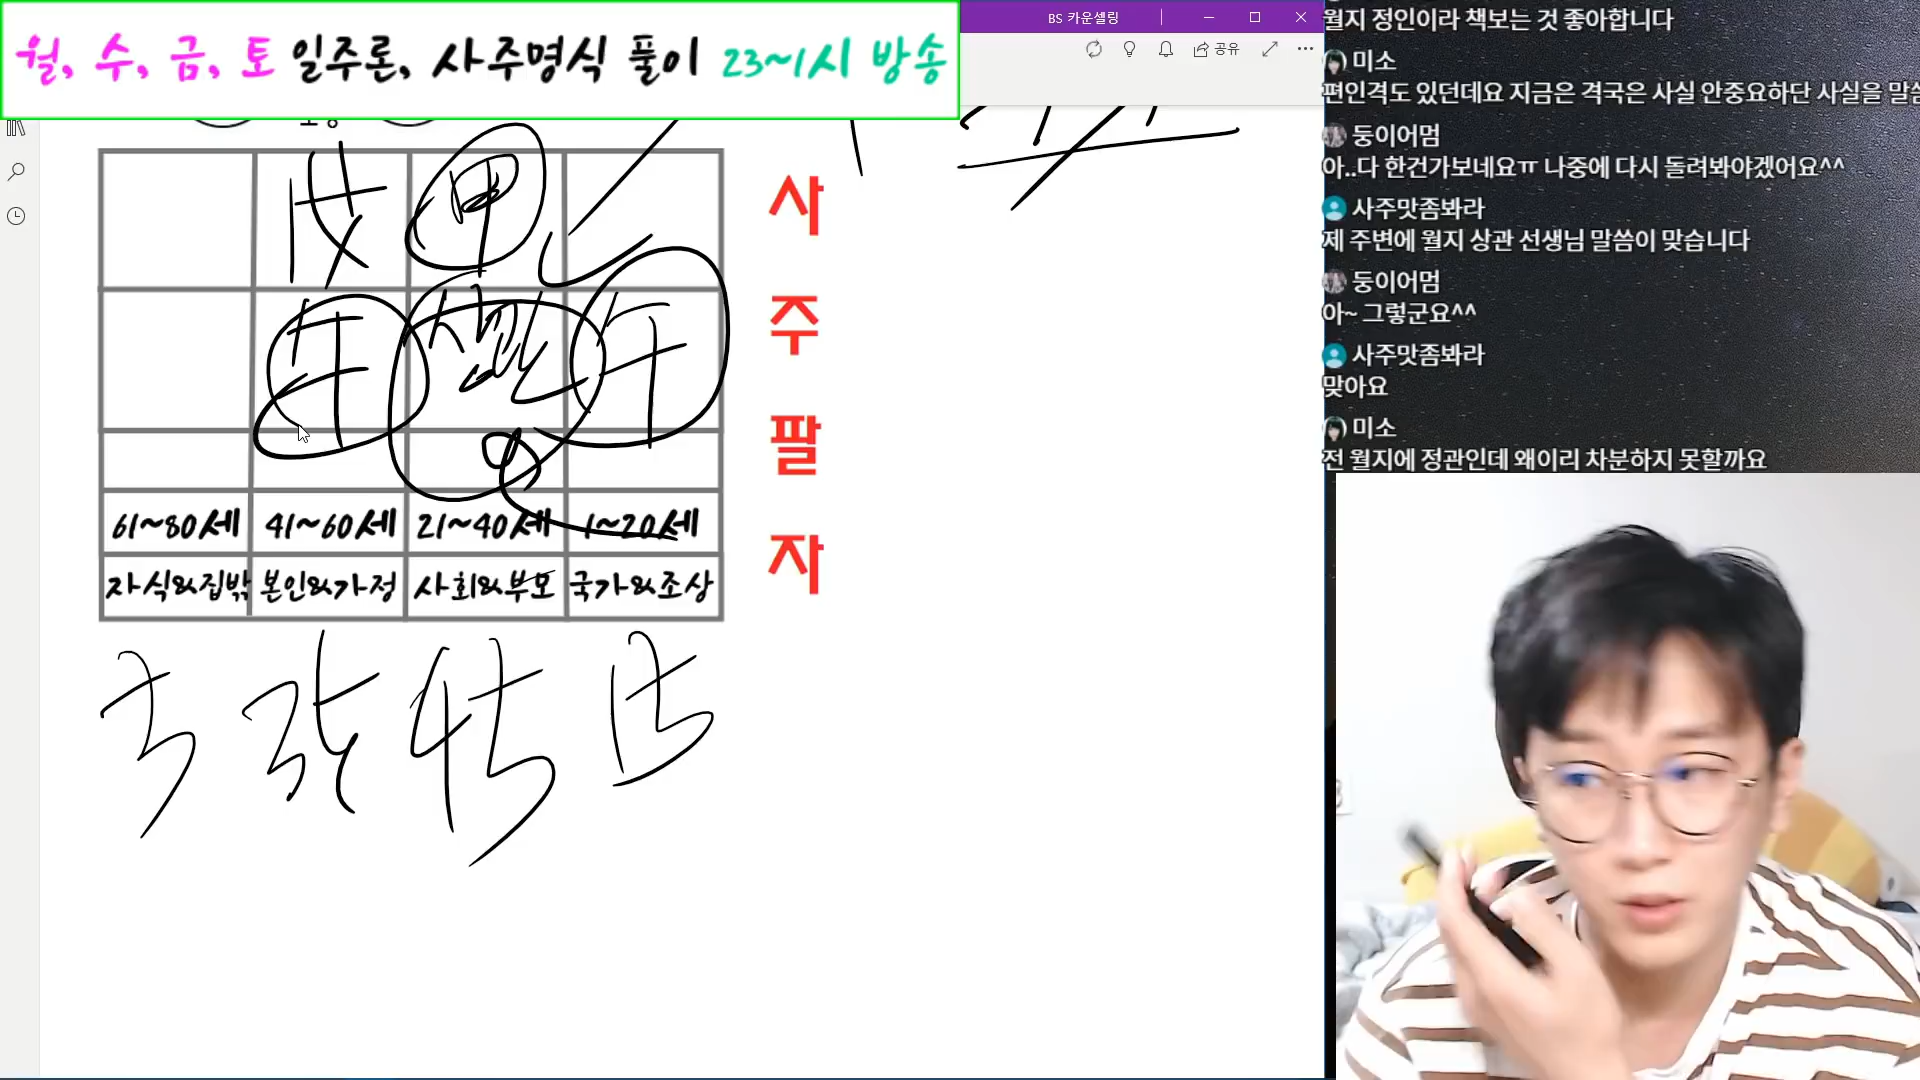 월, 수, 금, 토 일주론, 사주명식 풀이 23~1시 방송
BS 카운셀링
공유
사
주
팔
자
甲
午
午
61~80세 41~60세 21~40세 1~20세
자식&집밖 본인&가정 사회&부모 국가&조상
월지 정인이라 책보는 것 좋아합니다
미소
편인격도 있던데요 지금은 격국은 사실 안중요하단 사실을 말씀
둥이어멈
아..다 한건가보네요ㅠ 나중에 다시 돌려봐야겠어요^^
사주맛좀봐라
제 주변에 월지 상관 선생님 말씀이 맞습니다
둥이어멈
아~ 그렇군요^^
사주맛좀봐라
맞아요
미소
전 월지에 정관인데 왜이리 차분하지 못할까요